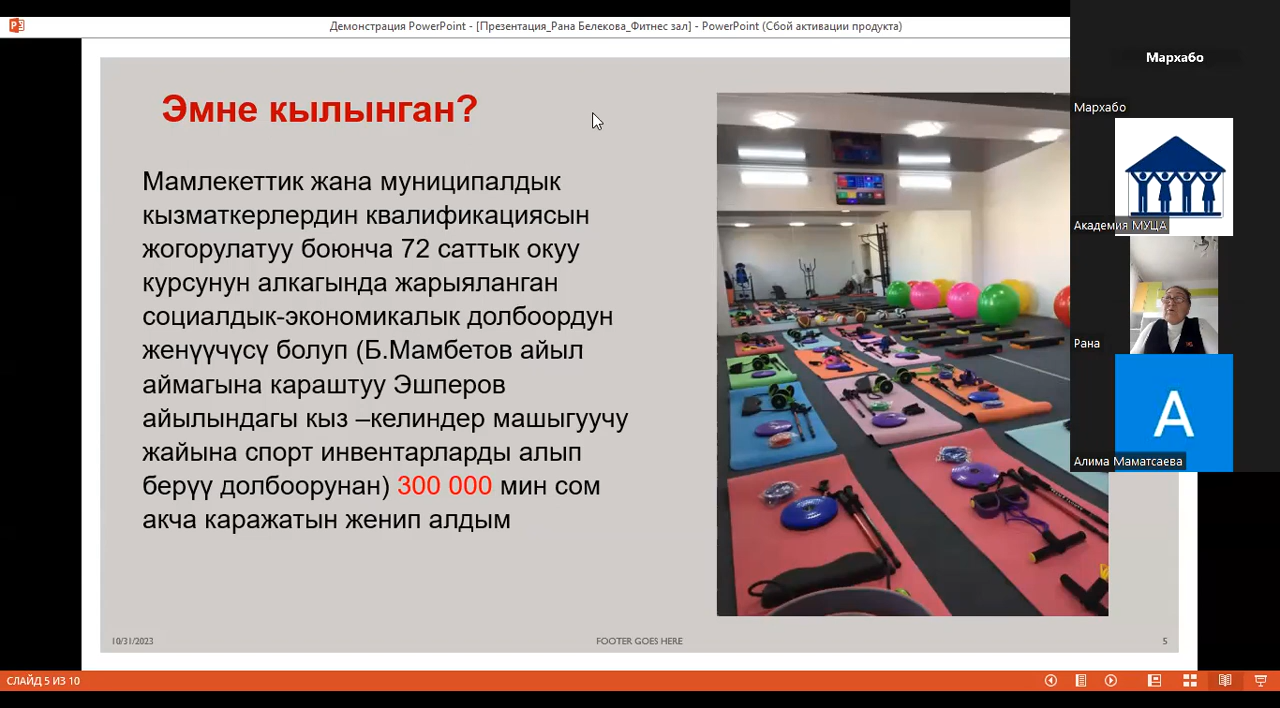 Демонстрация PowerPoint - [Презентация_Рана Белекова_Фитнес зал] - PowerPoint (Сбой активации продукта)
Эмне кылынган?
Мамлекеттик жана муниципалдык
кызматкерлердин квалификациясын
жогорулатуу боюнча 72 саттык окуу
курсунун алкагында жарыяланган
социалдык-экономикалык долбоордун
женүүчүсү болуп (Б.Мамбетов айыл
аймагына караштуу Эшперов
айылындагы кыз –келиндер машыгуучу
жайына спорт инвентарларды алып
берүү долбоорунан) 300 000 мин сом
акча каражатын женип алдым
10/31/2023
FOOTER GOES HERE
5
СЛАЙД 5 ИЗ 10
Мархабо
Мархабо
Академия МУЦА
Рана
А
Алима Маматсаева